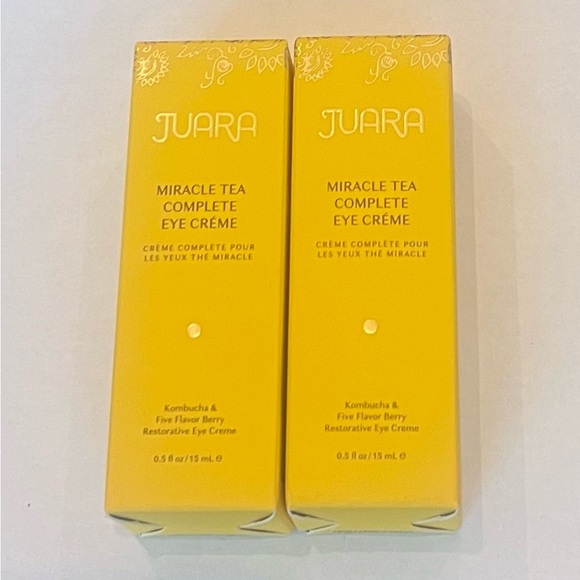 JUARA
MIRACLE TEA
COMPLETE
EYE CRÉME
CRÈME COMPLÈTE POUR
LES YEUX THÉ MIRACLE
Kombucha &
Five Flavor Berry
Restorative Eye Creme
0.5 fl oz/15 mL ℮
JUARA
MIRACLE TEA
COMPLETE
EYE CRÉME
CRÈME COMPLÈTE POUR
LES YEUX THÉ MIRACLE
Kombucha &
Five Flavor Berry
Restorative Eye Creme
0.5 fl oz/15 mL ℮